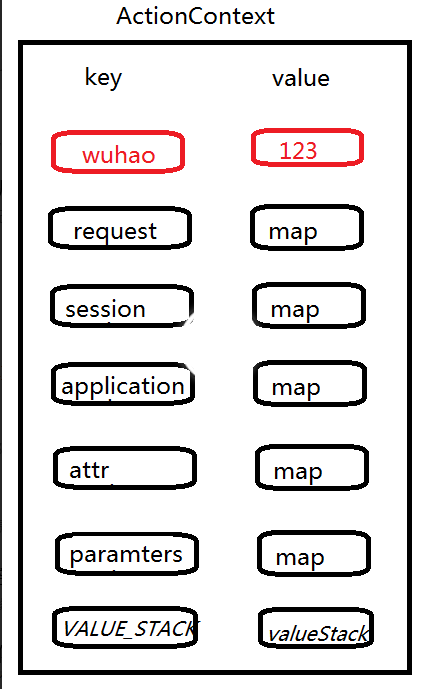 ActionContext
key value
wuhao 123
request map
session map
application map
attr map
paramters map
VALUE_STACK valueStack